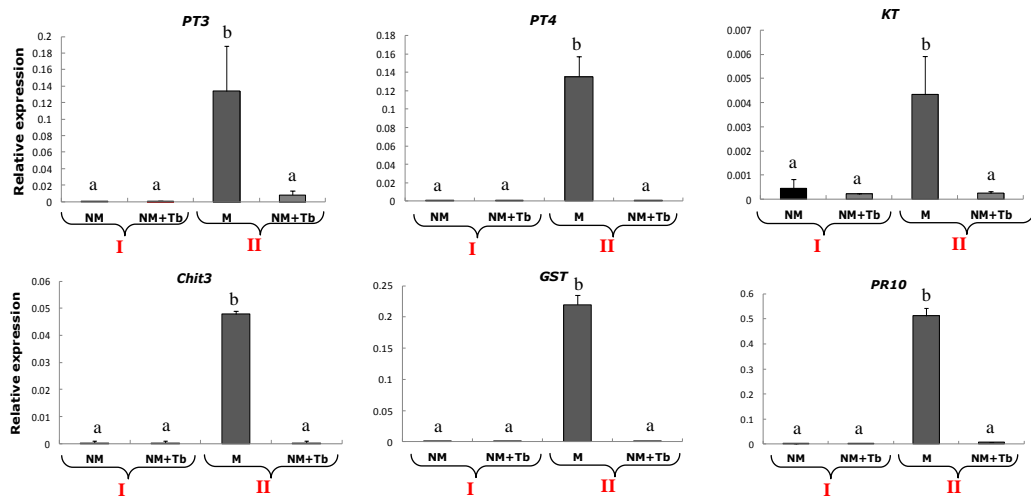 PT3
b
0.2
0.18
0.16
0.14
0.12
0.1
0.08
0.06
0.04
0.02
0
Relative expression
a
a
a
NM
NM+Tb
M
NM+Tb
I
II
PT4
b
0.18
0.16
0.14
0.12
0.1
0.08
0.06
0.04
0.02
0
a
a
a
NM
NM+Tb
M
NM+Tb
I
II
KT
b
0.007
0.006
0.005
0.004
0.003
0.002
0.001
0
a
a
a
NM
NM+Tb
M
NM+Tb
I
II
Chit3
b
0.06
0.05
0.04
0.03
0.02
0.01
0
Relative expression
a
a
a
NM
NM+Tb
M
NM+Tb
I
II
GST
b
0.25
0.2
0.15
0.1
0.05
0
a
a
a
NM
NM+Tb
M
NM+Tb
I
II
PR10
b
0.6
0.5
0.4
0.3
0.2
0.1
0
a
a
a
NM
NM+Tb
M
NM+Tb
I
II